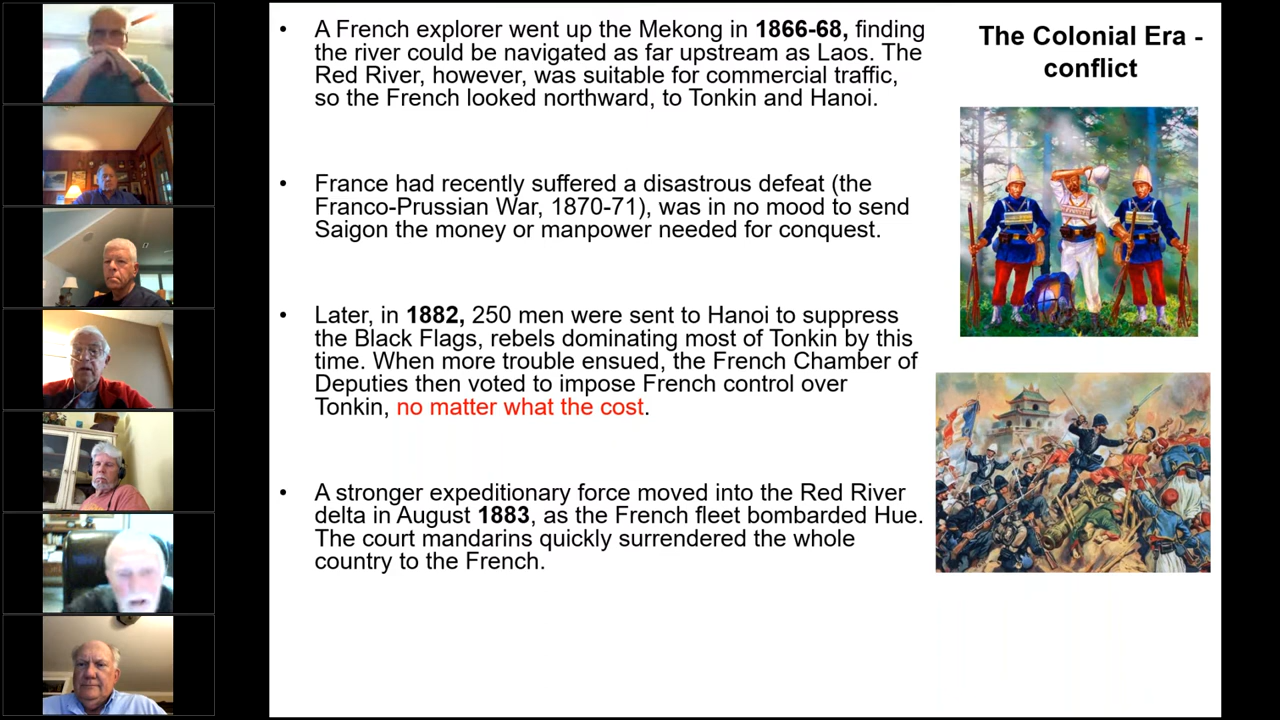 The Colonial Era -
conflict
• A French explorer went up the Mekong in 1866-68, finding
the river could be navigated as far upstream as Laos. The
Red River, however, was suitable for commercial traffic,
so the French looked northward, to Tonkin and Hanoi.
• France had recently suffered a disastrous defeat (the
Franco-Prussian War, 1870-71), was in no mood to send
Saigon the money or manpower needed for conquest.
• Later, in 1882, 250 men were sent to Hanoi to suppress
the Black Flags, rebels dominating most of Tonkin by this
time. When more trouble ensued, the French Chamber of
Deputies then voted to impose French control over
Tonkin, no matter what the cost.
• A stronger expeditionary force moved into the Red River
delta in August 1883, as the French fleet bombarded Hue.
The court mandarins quickly surrendered the whole
country to the French.